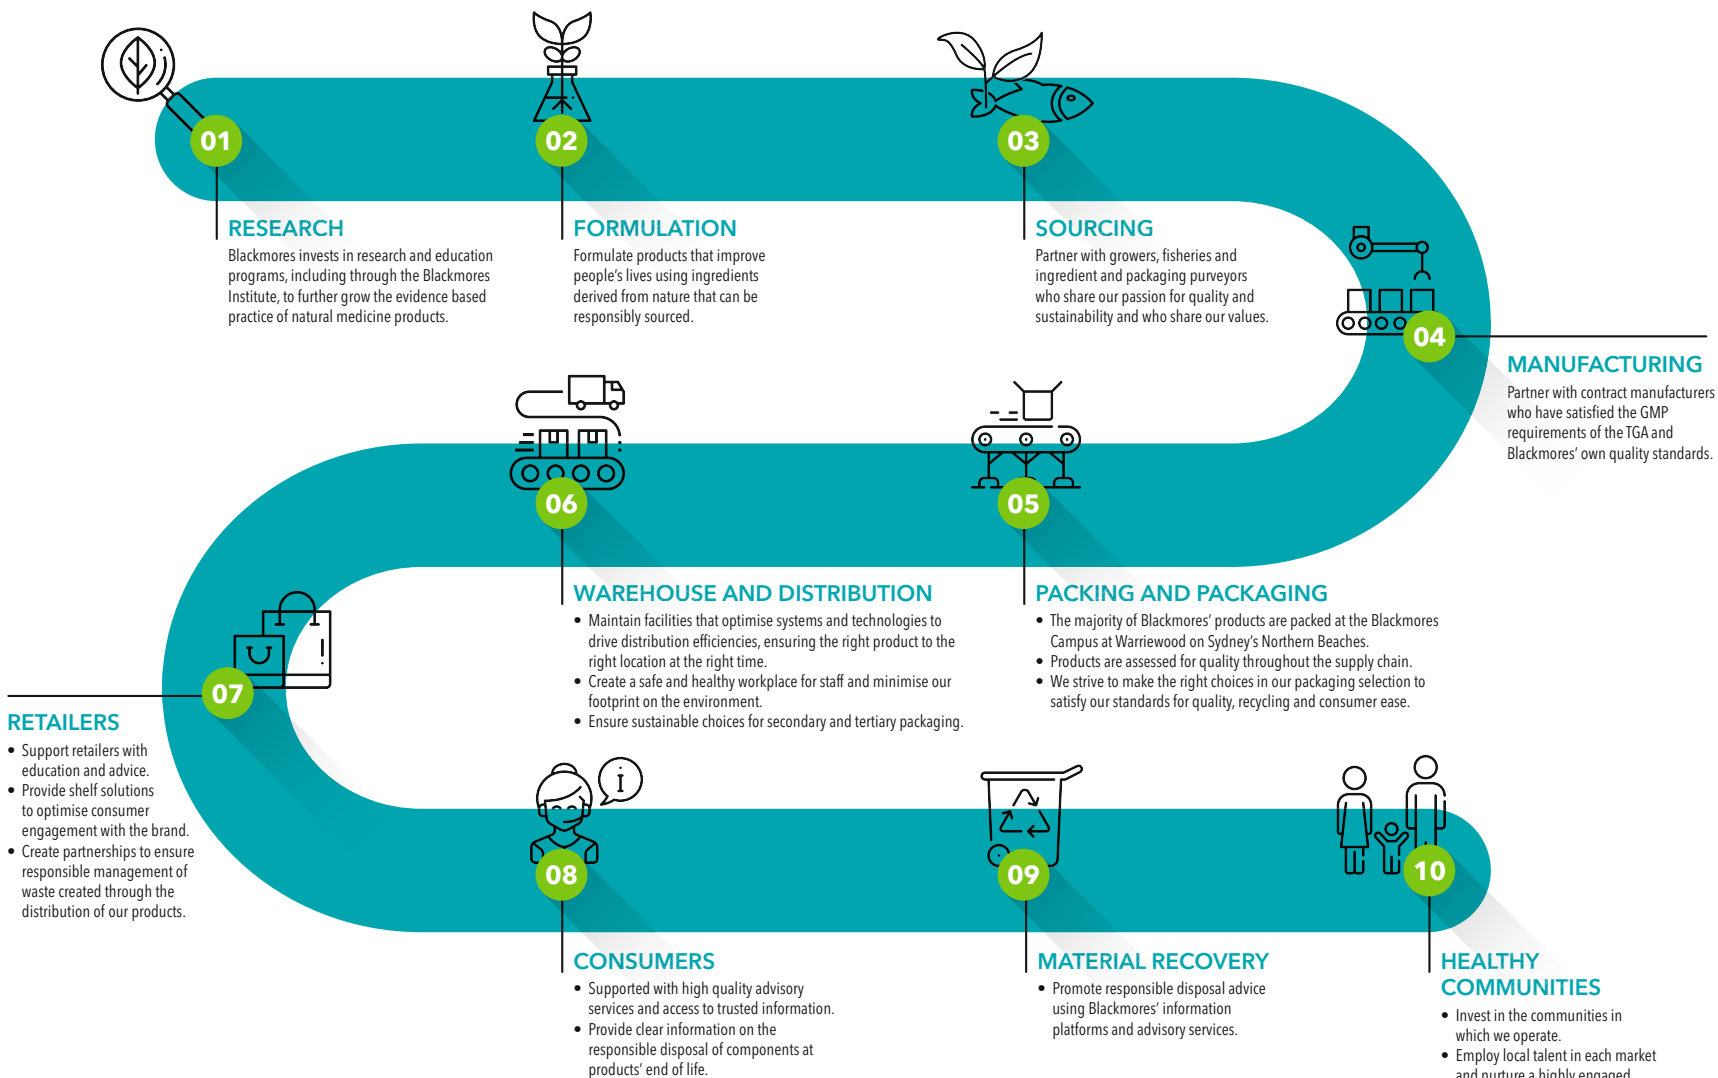 01
RESEARCH
Blackmores invests in research and education
programs, including through the Blackmores
Institute, to further grow the evidence based
practice of natural medicine products.
02
FORMULATION
Formulate products that improve
people's lives using ingredients
derived from nature that can be
responsibly sourced.
03
SOURCING
Partner with growers, fisheries and
ingredient and packaging purveyors
who share our passion for quality and
sustainability and who share our values.
04
MANUFACTURING
Partner with contract manufacturers
who have satisfied the GMP
requirements of the TGA and
Blackmores' own quality standards.
05
PACKING AND PACKAGING
• The majority of Blackmores' products are packed at the Blackmores
Campus at Warriewood on Sydney's Northern Beaches.
• Products are assessed for quality throughout the supply chain.
• We strive to make the right choices in our packaging selection to
satisfy our standards for quality, recycling and consumer ease.
06
WAREHOUSE AND DISTRIBUTION
• Maintain facilities that optimise systems and technologies to
drive distribution efficiencies, ensuring the right product to the
right location at the right time.
• Create a safe and healthy workplace for staff and minimise our
footprint on the environment.
• Ensure sustainable choices for secondary and tertiary packaging.
07
RETAILERS
• Support retailers with
education and advice.
• Provide shelf solutions
to optimise consumer
engagement with the brand.
• Create partnerships to ensure
responsible management of
waste created through the
distribution of our products.
i
08
CONSUMERS
• Supported with high quality advisory
services and access to trusted information.
• Provide clear information on the
responsible disposal of components at
products' end of life.
09
MATERIAL RECOVERY
• Promote responsible disposal advice
using Blackmores' information
platforms and advisory services.
10
HEALTHY
COMMUNITIES
• Invest in the communities in
which we operate.
• Employ local talent in each market
and nurture a highly engaged